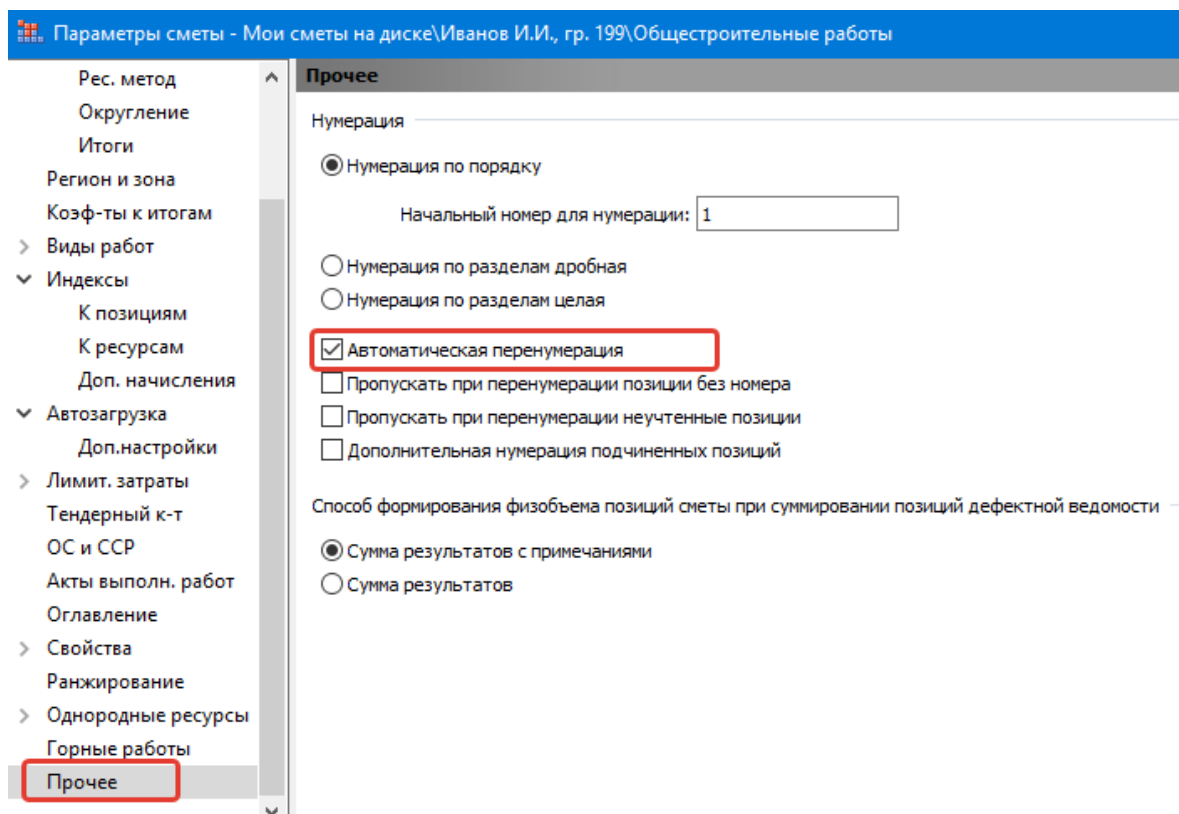 Параметры сметы - Мои сметы на диске\Иванов И.И., гр. 199\Общестроительные работы
Рес. метод
Округление
Итоги
Регион и зона
Коэф-ты к итогам
Виды работ
Индексы
К позициям
К ресурсам
Доп. начисления
Автозагрузка
Доп.настройки
Лимит. затраты
Тендерный к-т
ОС и ССР
Акты выполн. работ
Оглавление
Свойства
Ранжирование
Однородные ресурсы
Горные работы
Прочее
Прочее
Нумерация
Нумерация по порядку
Начальный номер для нумерации: 1
Нумерация по разделам дробная
Нумерация по разделам целая
Автоматическая перенумерация
Пропускать при перенумерации позиции без номера
Пропускать при перенумерации неучтенные позиции
Дополнительная нумерация подчиненных позиций
Способ формирования физобъема позиций сметы при суммировании позиций дефектной ведомости
Сумма результатов с примечаниями
Сумма результатов